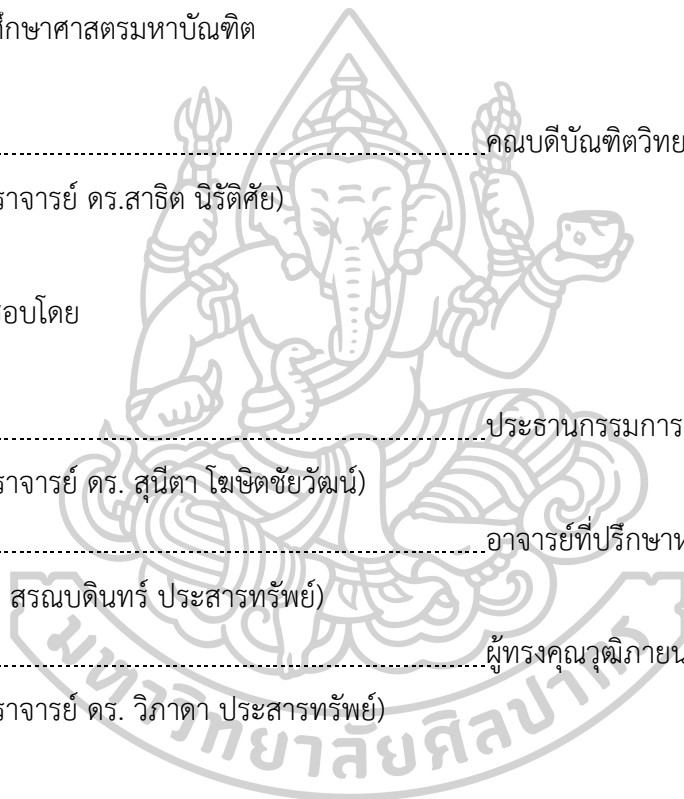 ศึกษาศาสตรมหาบัณฑิต
คณบดีบัณฑิตวิทย
ราจารย์ ดร.สาธิต นิรัติศัย)
สอบโดย
ประธานกรรมการ
ราจารย์ ดร. สุนีตา โฆษิตชัยวัฒน์)
อาจารย์ที่ปรึกษาห
สรณบดินทร์ ประสารทรัพย์)
ผู้ทรงคุณวุฒิภายน
ราจารย์ ดร. วิภาดา ประสารทรัพย์)
มหาวิทยาลัยศิลปากร